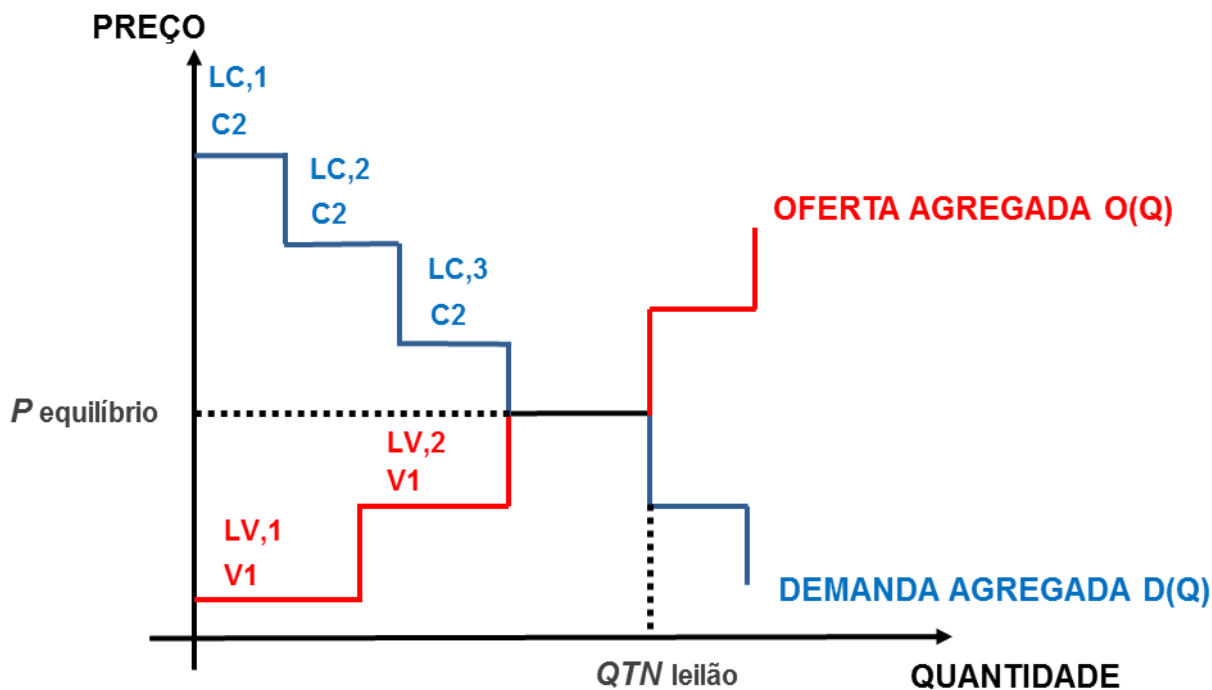 PREÇO
LC,1
C2
LC,2
C2
OFERTA AGREGADA O(Q)
LC,3
C2
P equilíbrio
LV,2
V1
LV,1
V1
DEMANDA AGREGADA D(Q)
QTN leilão
QUANTIDADE